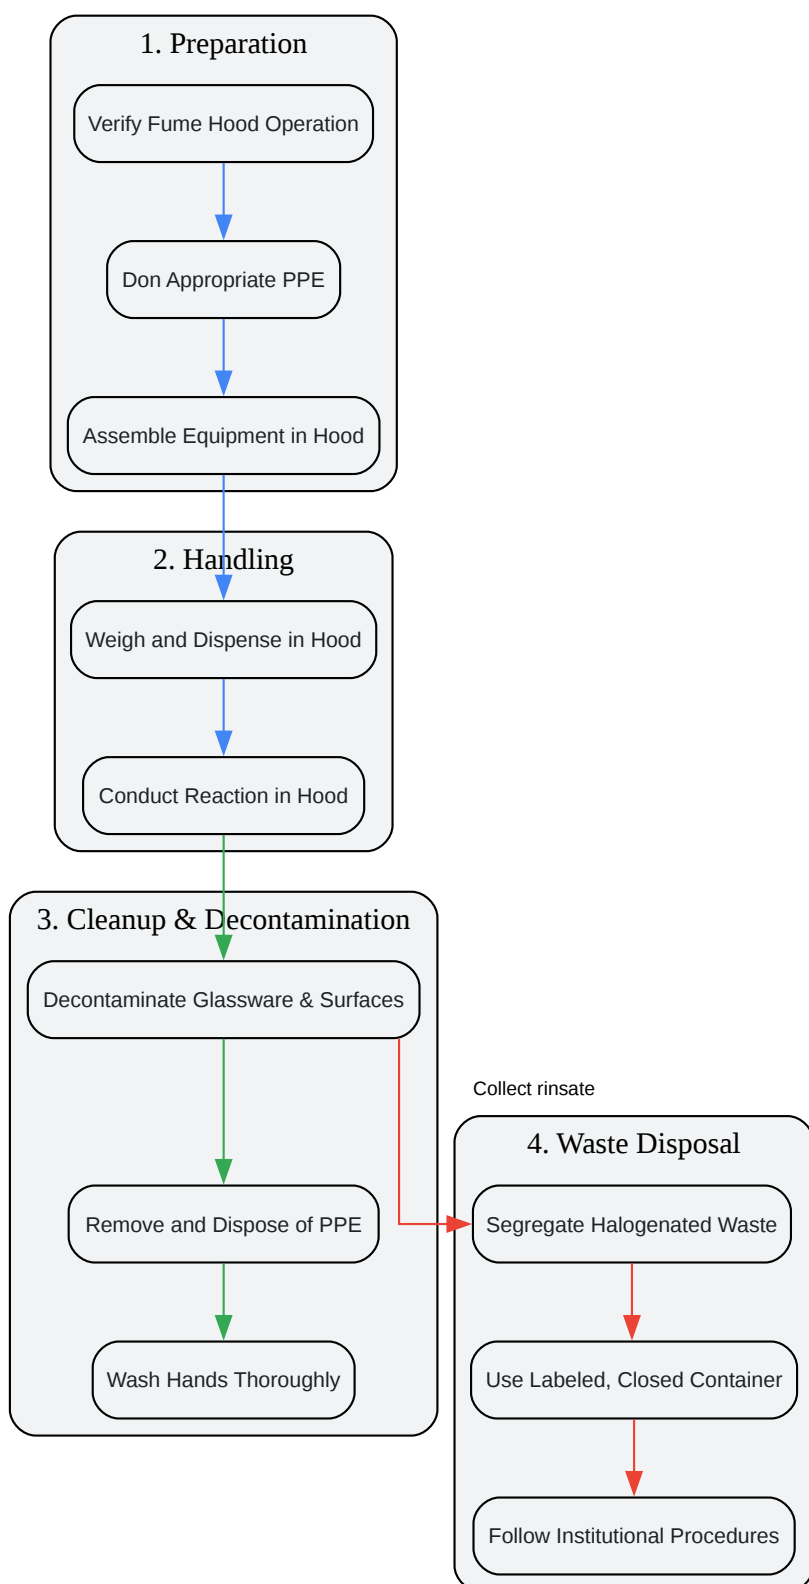 1. Preparation
Verify Fume Hood Operation
Don Appropriate PPE
Assemble Equipment in Hood
2. Handling
Weigh and Dispense in Hood
Conduct Reaction in Hood
3. Cleanup & Decontamination
Decontaminate Glassware & Surfaces
Remove and Dispose of PPE
Wash Hands Thoroughly
Collect rinsate
4. Waste Disposal
Segregate Halogenated Waste
Use Labeled, Closed Container
Follow Institutional Procedures